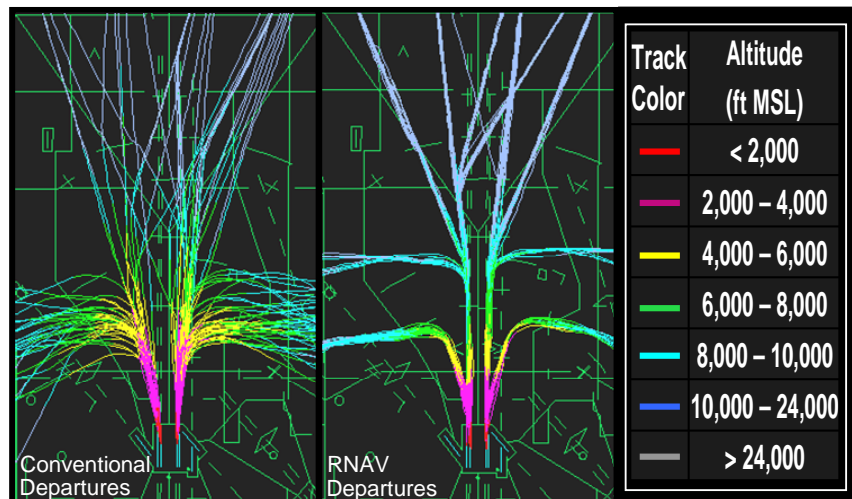 Conventional
Departures
RNAV
Departures
Track
Color
Altitude
(ft MSL)
< 2,000
2,000 – 4,000
4,000 – 6,000
6,000 – 8,000
8,000 – 10,000
10,000 – 24,000
> 24,000